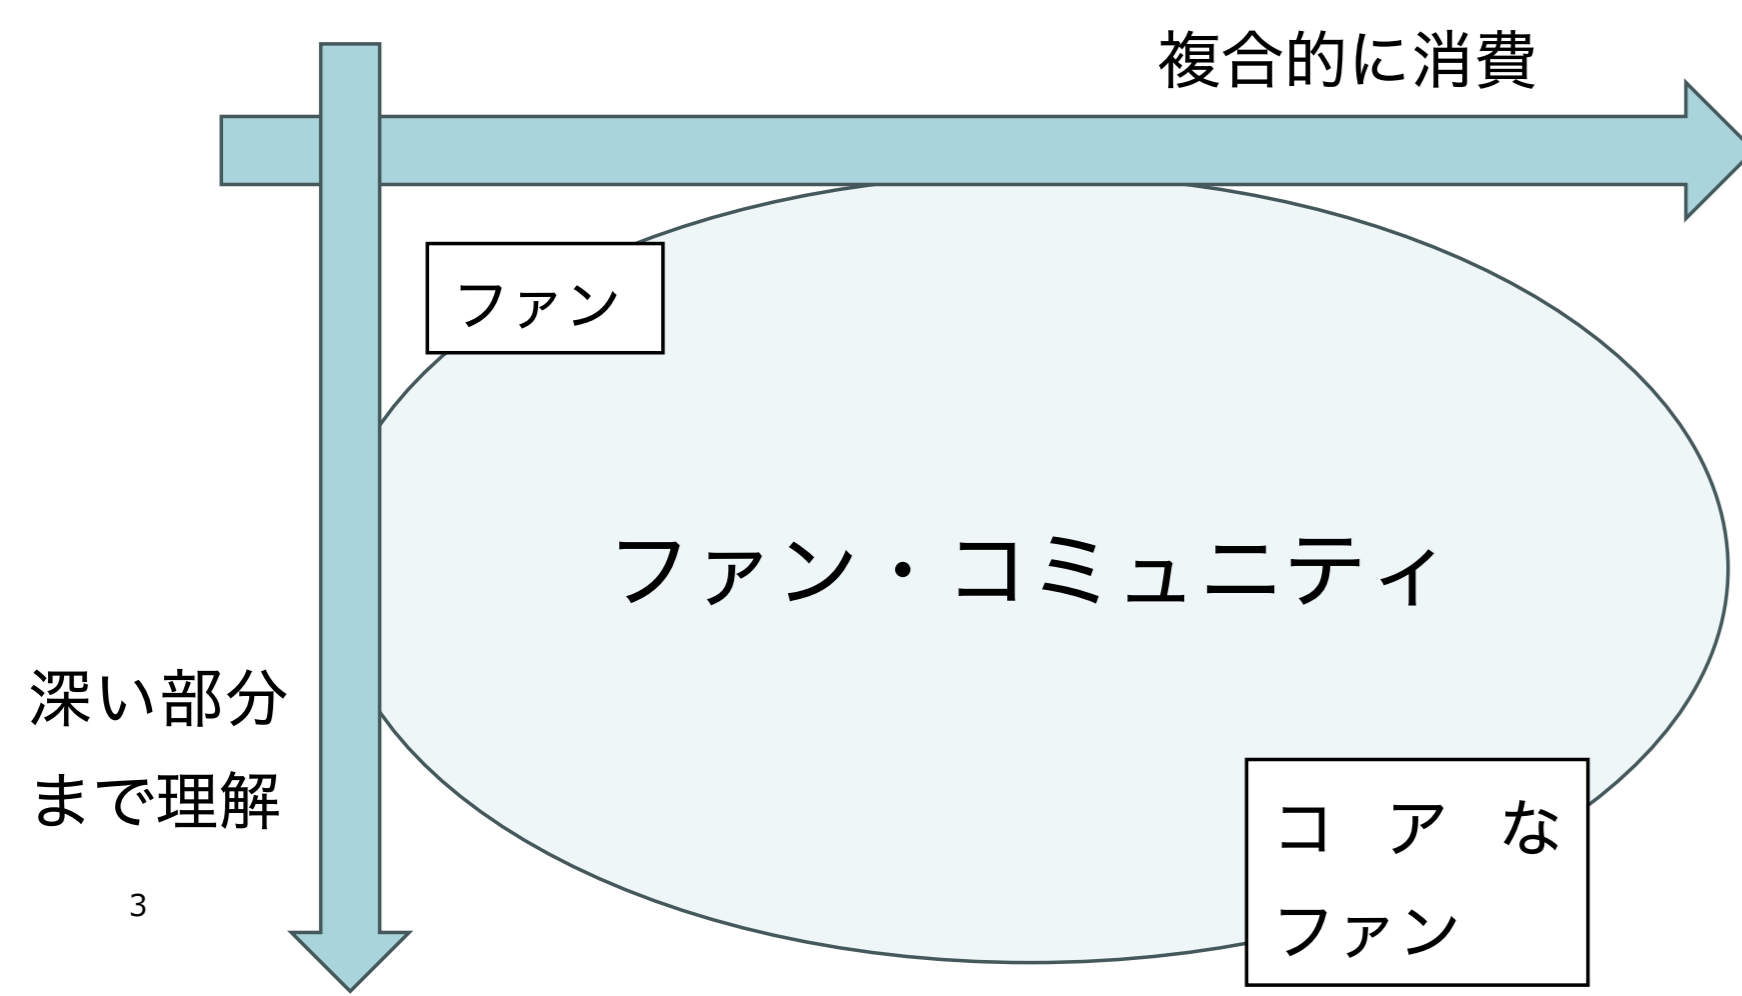 複合的に消費
ファン
ファン・コミュニティ
深い部分
まで理解
コアな
ファン
3